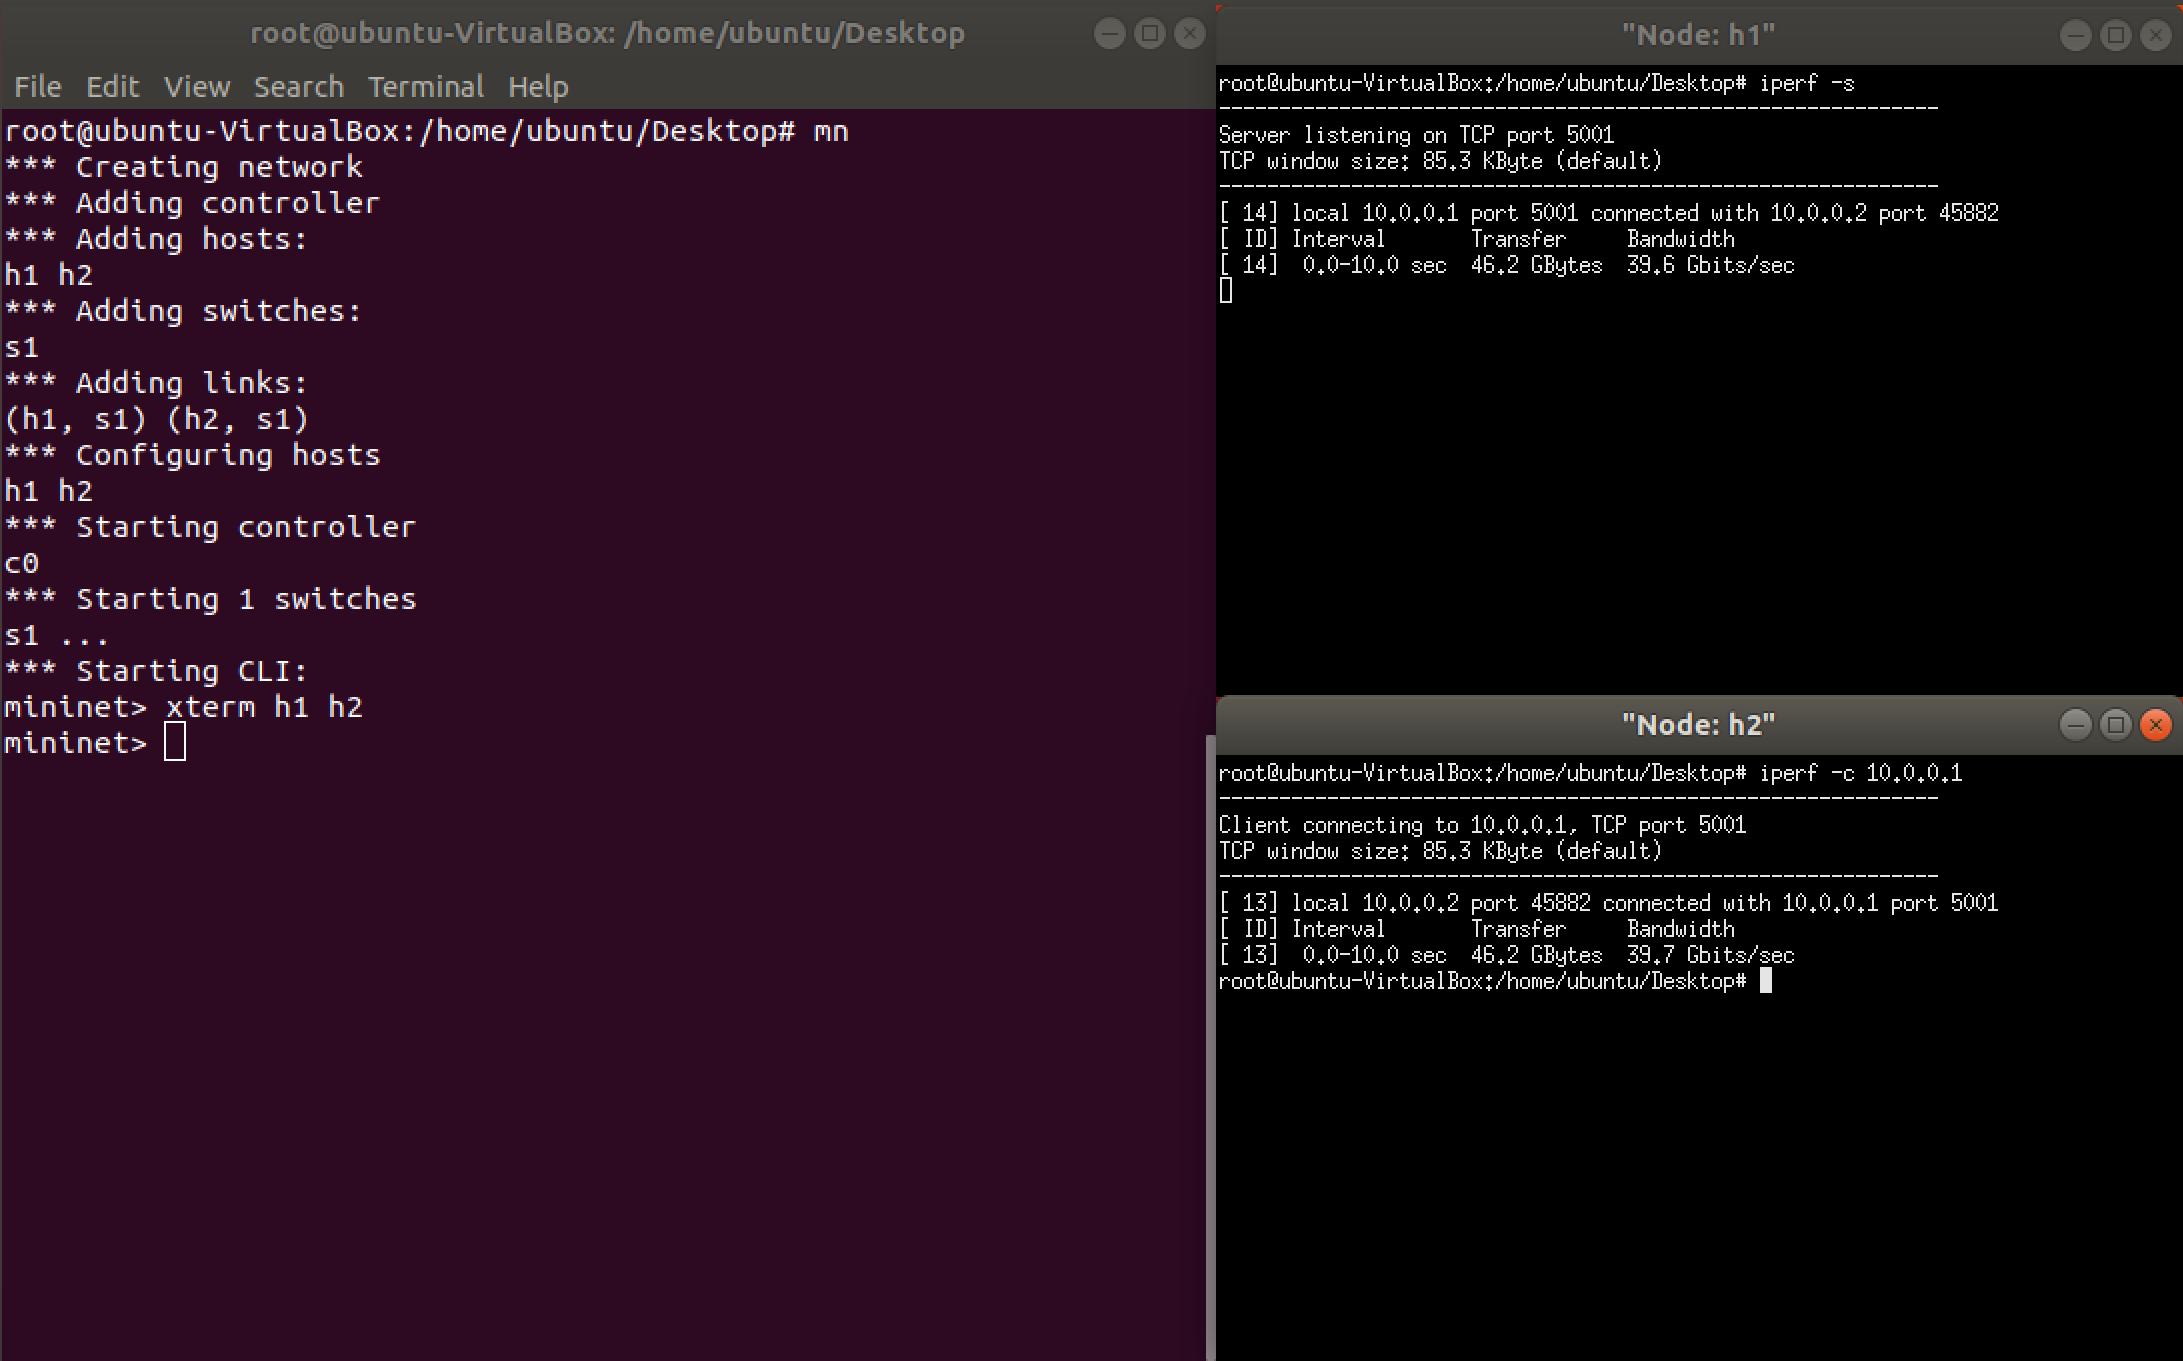 root@ubuntu-VirtualBox: /home/ubuntu/Desktop
File Edit View Search Terminal Help
root@ubuntu-VirtualBox:/home/ubuntu/Desktop# mn
*** Creating network
*** Adding controller
*** Adding hosts:
h1 h2
*** Adding switches:
s1
*** Adding links:
(h1, s1) (h2, s1)
*** Configuring hosts
h1 h2
*** Starting controller
c0
*** Starting 1 switches
s1 ...
*** Starting CLI:
mininet> xterm h1 h2
mininet>
"Node: h1"
root@ubuntu-VirtualBox:/home/ubuntu/Desktop# iperf -s
------------------------------------------------------------
Server listening on TCP port 5001
TCP window size: 85.3 KByte (default)
------------------------------------------------------------
[ 14] local 10.0.0.1 port 5001 connected with 10.0.0.2 port 45882
[ ID] Interval       Transfer     Bandwidth
[ 14]  0.0-10.0 sec  46.2 GBytes  39.6 Gbits/sec
"Node: h2"
root@ubuntu-VirtualBox:/home/ubuntu/Desktop# iperf -c 10.0.0.1
------------------------------------------------------------
Client connecting to 10.0.0.1, TCP port 5001
TCP window size: 85.3 KByte (default)
------------------------------------------------------------
[ 13] local 10.0.0.2 port 45882 connected with 10.0.0.1 port 5001
[ ID] Interval       Transfer     Bandwidth
[ 13]  0.0-10.0 sec  46.2 GBytes  39.7 Gbits/sec
root@ubuntu-VirtualBox:/home/ubuntu/Desktop#